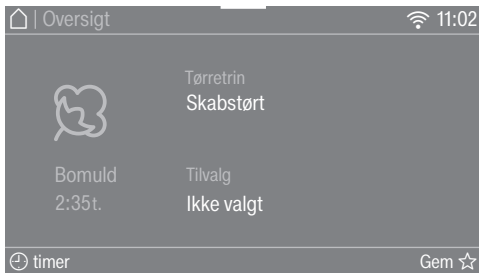 | Oversigt 11:02
Tørretrin
Skabstørt
Bomuld
2:35t.
Tilvalg
Ikke valgt
timer Gem